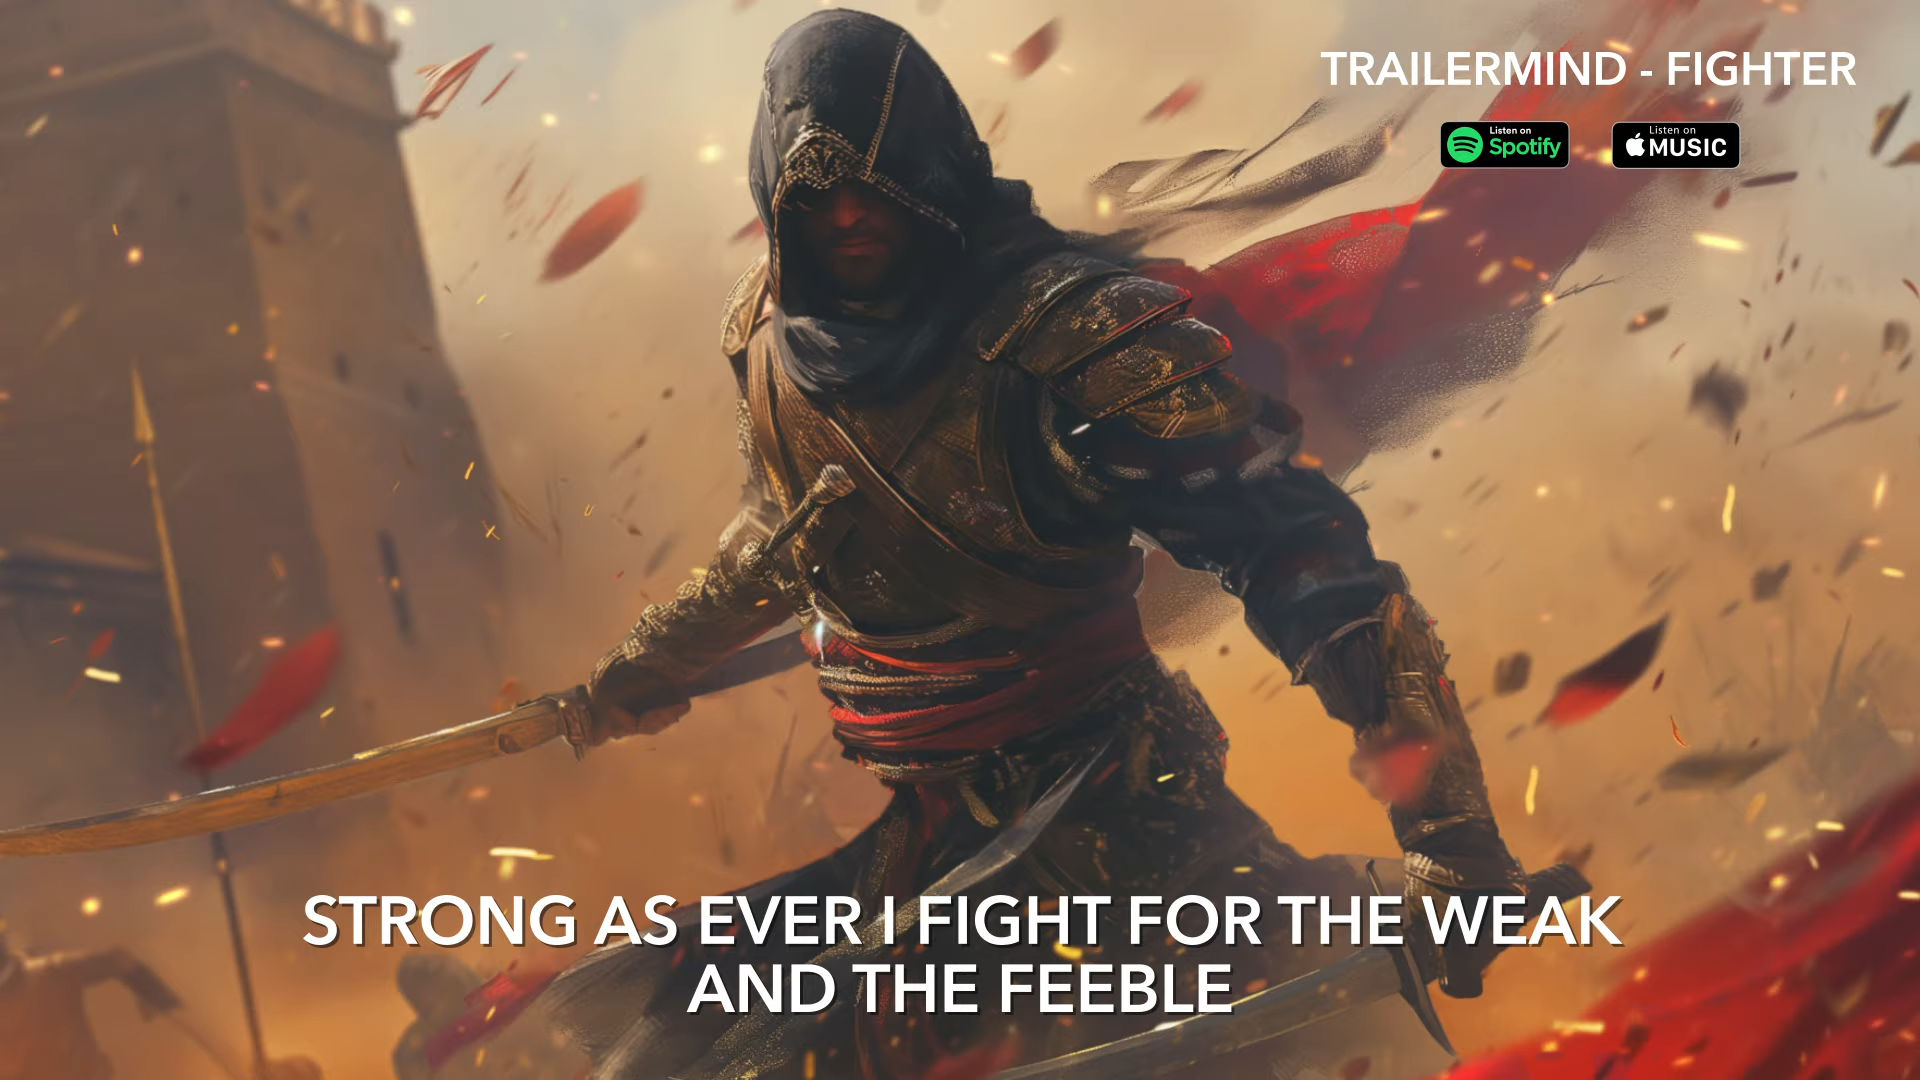 TRAILERMIND - FIGHTER
Listen on
Spotify
Listen on
MUSIC
STRONG AS EVER I FIGHT FOR THE WEAK
AND THE FEEBLE